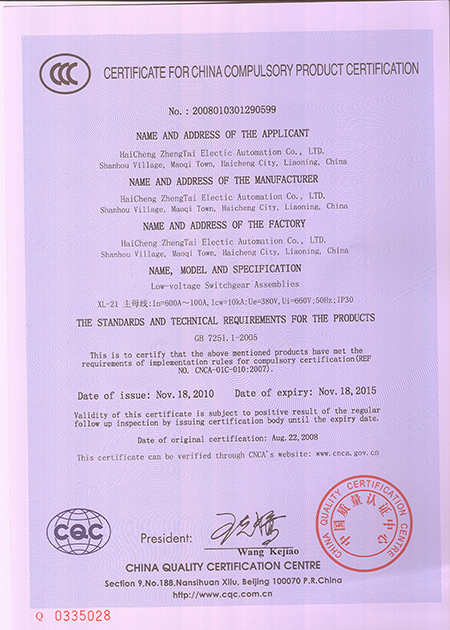 CCC
CERTIFICATE FOR CHINA COMPULSORY PRODUCT CERTIFICATION
No.: 2008010301290599
NAME AND ADDRESS OF THE APPLICANT
HaiCheng ZhengTai Electic Automation Co., LTD.
Shanhou Village, Maoqi Town, Haicheng City, Liaoning, China
NAME AND ADDRESS OF THE MANUFACTURER
HaiCheng ZhengTai Electic Automation Co., LTD.
Shanhou Village, Maoqi Town, Haicheng City, Liaoning, China
NAME AND ADDRESS OF THE FACTORY
HaiCheng ZhengTai Electic Automation Co., LTD.
Shanhou Village, Maoqi Town, Haicheng City, Liaoning, China
NAME, MODEL AND SPECIFICATION
Low-voltage Switchgear Assemblies
XL-21 主母线:In=600A~100A,Icw=10kA;Ue=380V,Ui=660V;50Hz;IP30
THE STANDARDS AND TECHNICAL REQUIREMENTS FOR THE PRODUCTS
GB 7251.1-2005
This is to certify that the above mentioned products have met the
requirements of implementation rules for compulsory certification(REF
NO. CNCA-01C-010:2007).
Date of issue: Nov.18,2010 Date of expiry: Nov.18,2015
Validity of this certificate is subject to positive result of the regular
follow up inspection by issuing certification body until the expiry date.
Date of original certification: Aug.22,2008
This certificate can be verified through CNCA's website: www.cnca.gov.cn
CHINA QUALITY CERTIFICATION CENTRE
中国质量认证中心
CQC
President:
Wang Kejiao
CHINA QUALITY CERTIFICATION CENTRE
Section 9,No.188,Nansihuan Xilu, Beijing 100070 P.R.China
http://www.cqc.com.cn
Q 0335028